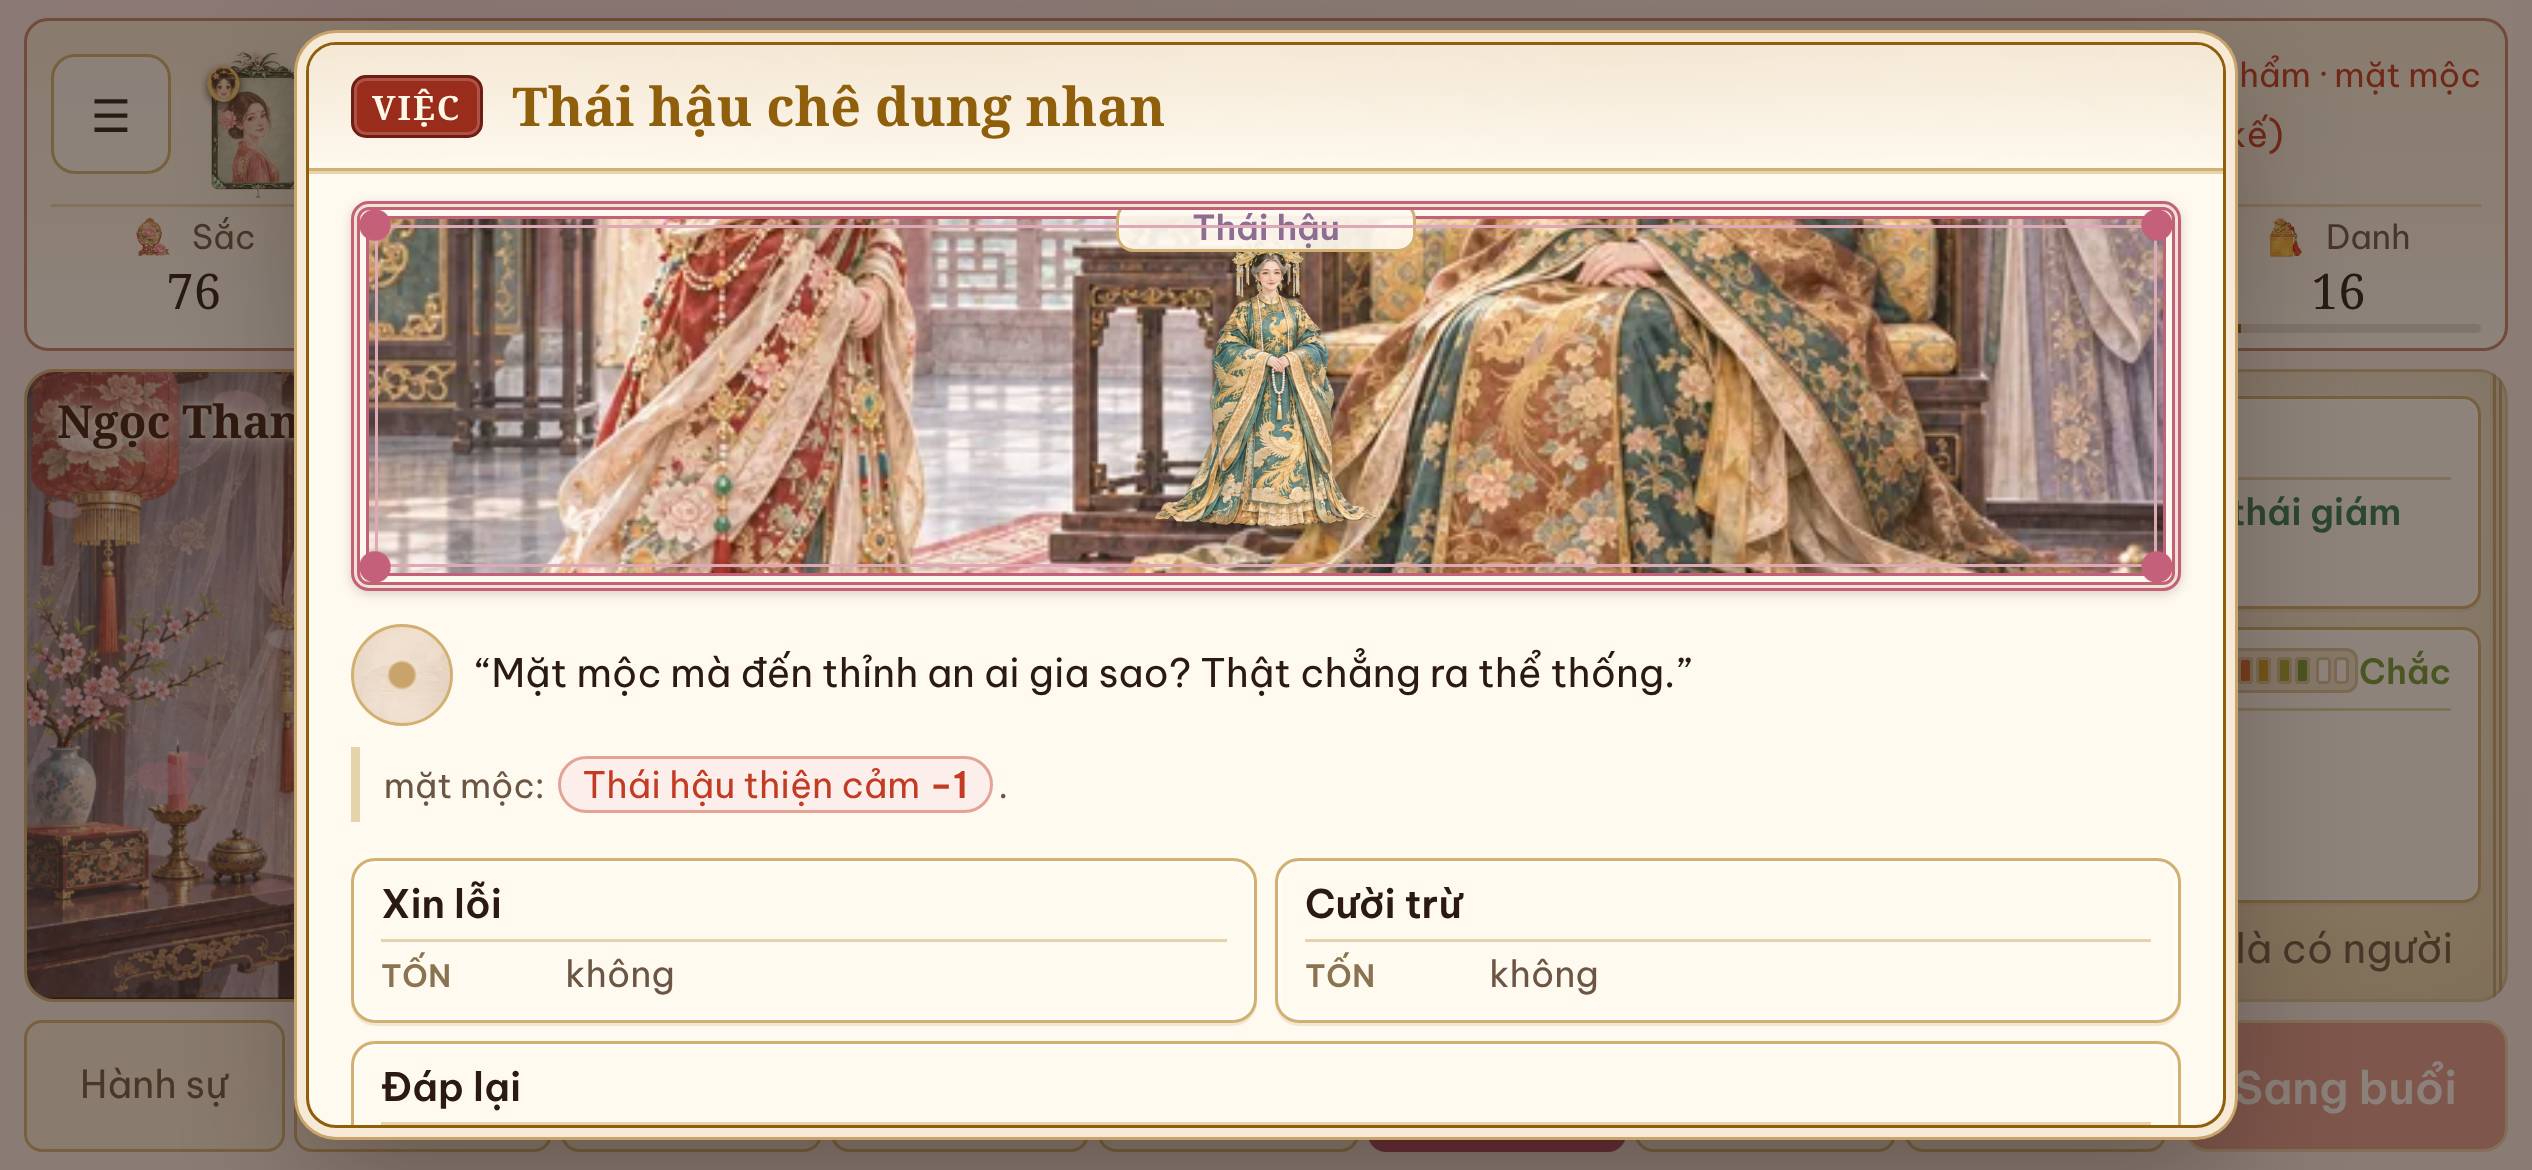 ☰
hẩm · mặt mộc
kế)
Sắc
76
Danh
16
VIỆC
Thái hậu chê dung nhan
Thái hậu
Ngọc Than
thái giám
Chắc
là có người
“Mặt mộc mà đến thỉnh an ai gia sao? Thật chẳng ra thể thống.”
mặt mộc: Thái hậu thiện cảm −1 .
Xin lỗi
TỐN không
Cười trừ
TỐN không
Đáp lại
Hành sự
Sang buổi